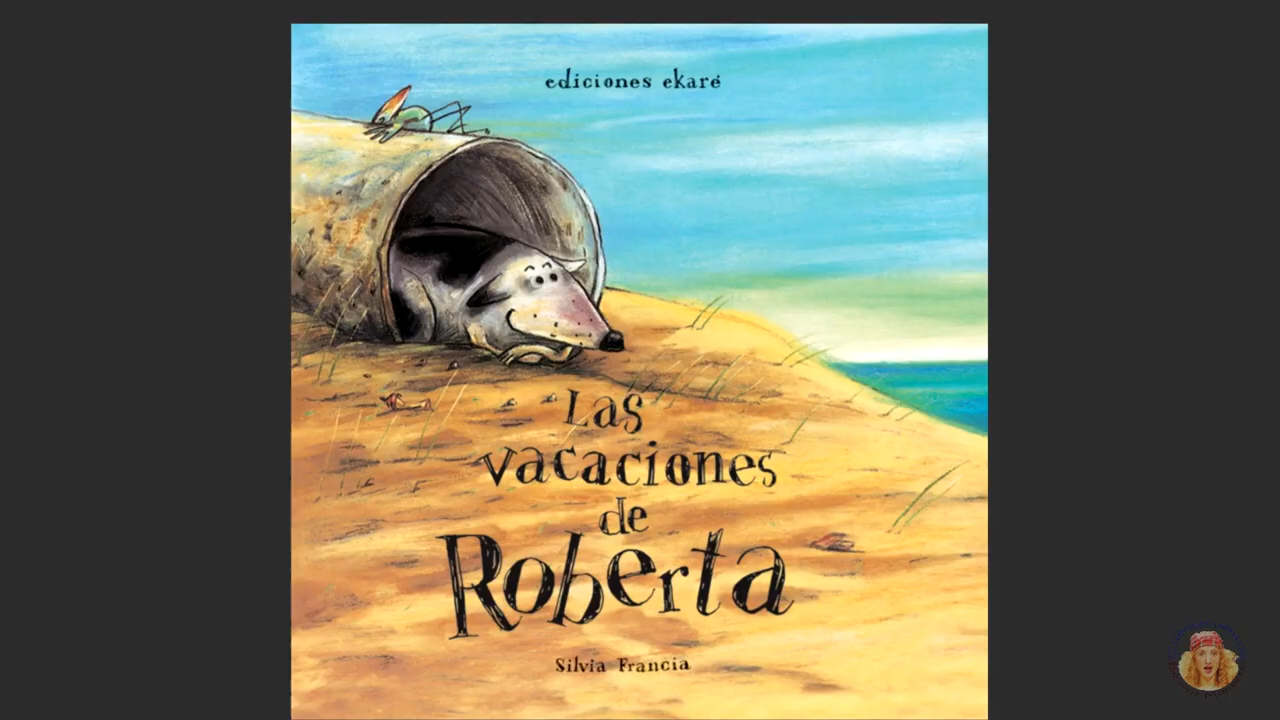 ediciones ekaré
Las
vacaciones
de
Roberta
Silvia Francia